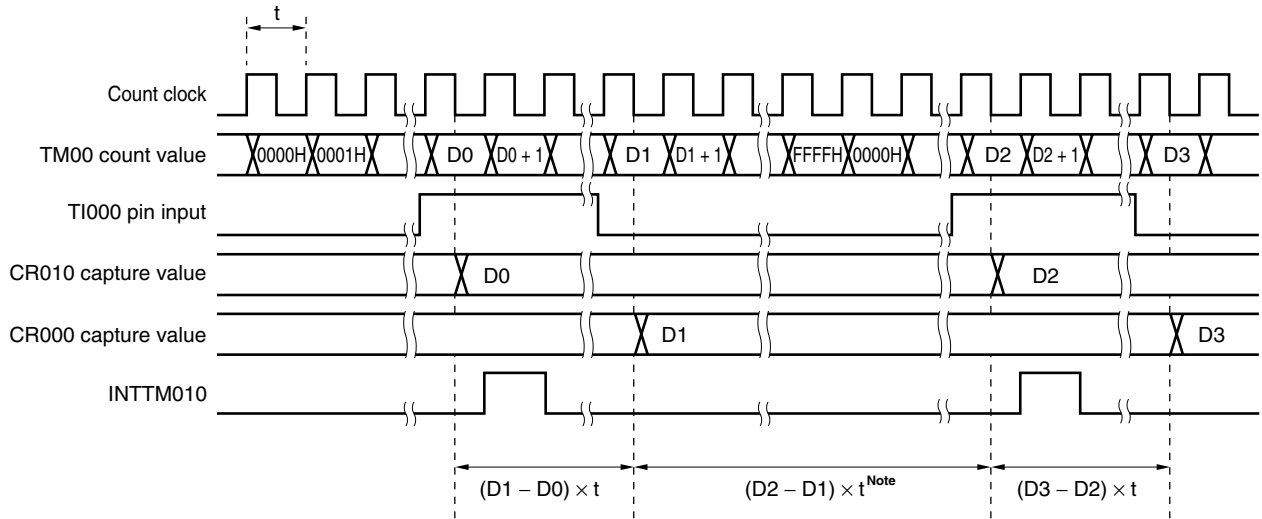 t
Count clock
TM00 count value 0000H 0001H D0 D0 + 1 D1 D1 + 1 FFFFH 0000H D2 D2 + 1 D3
TI000 pin input
CR010 capture value D0 D2
CR000 capture value D1 D3
INTTM010
(D1 − D0) × t (D2 − D1) × t Note (D3 − D2) × t